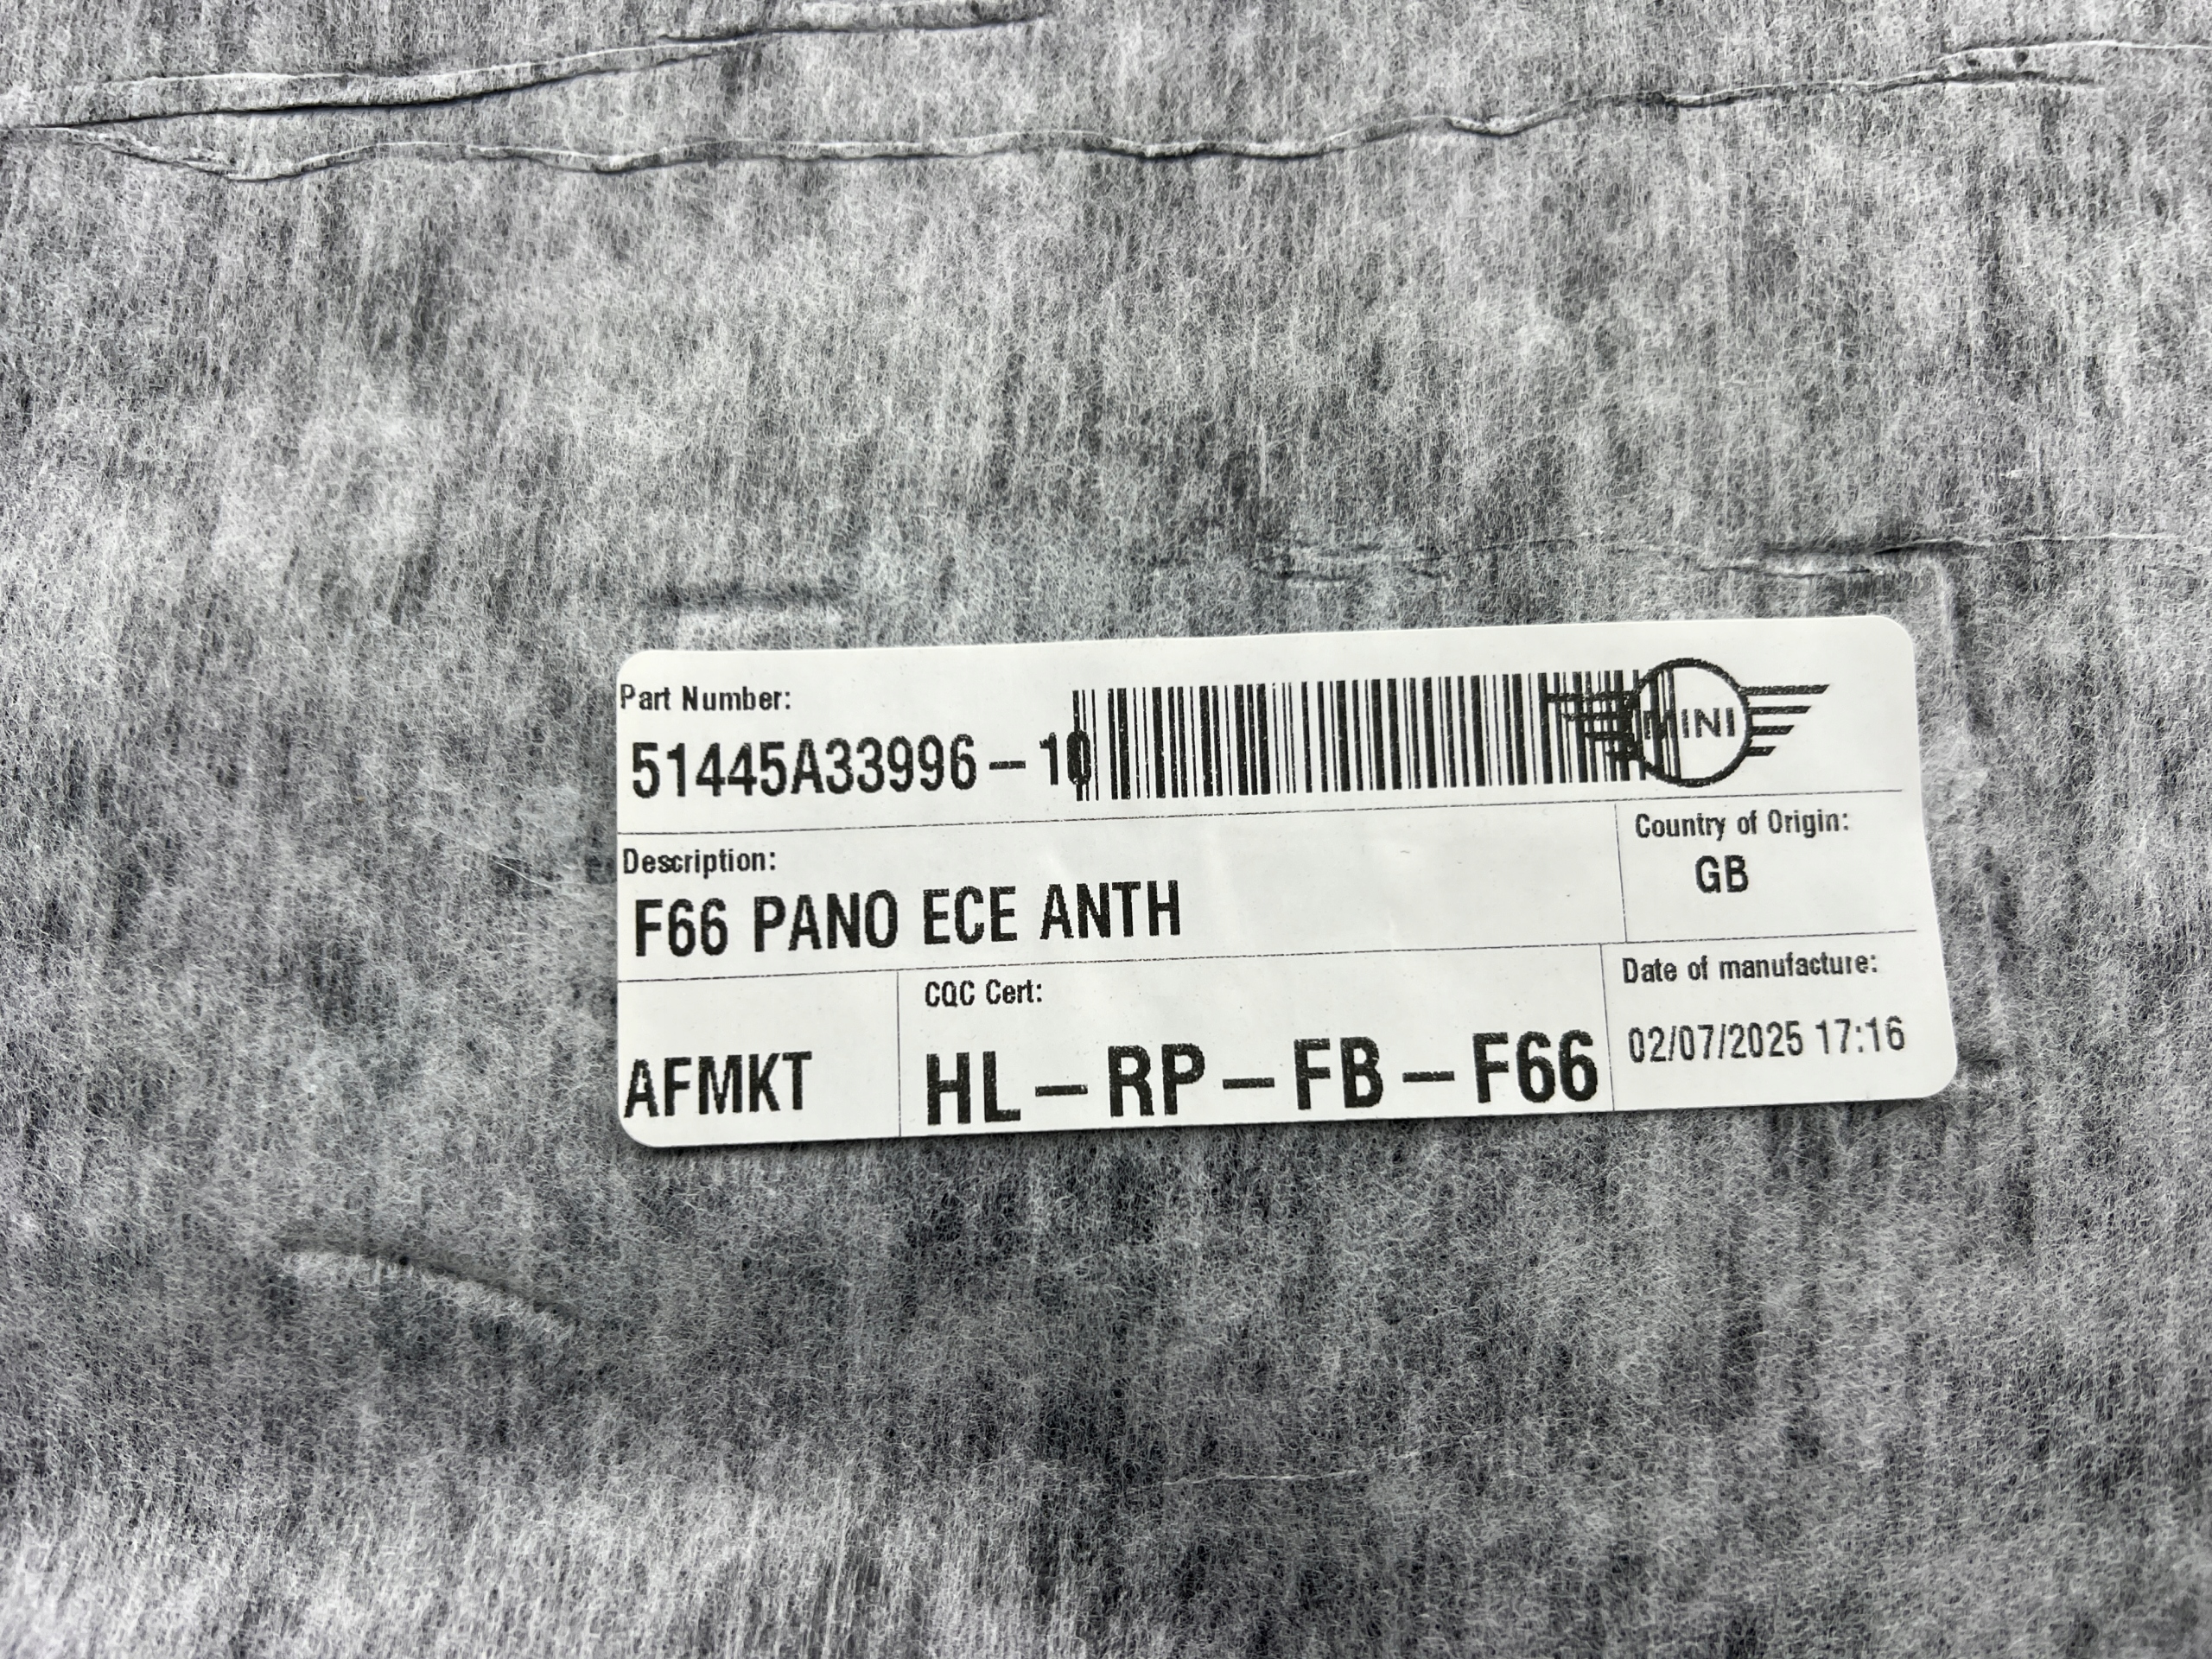 Part Number:
51445A33996-10
MINI
Description:
F66 PANO ECE ANTH
Country of Origin:
GB
AFMKT
CQC Cert:
HL-RP-FB-F66
Date of manufacture:
02/07/2025 17:16